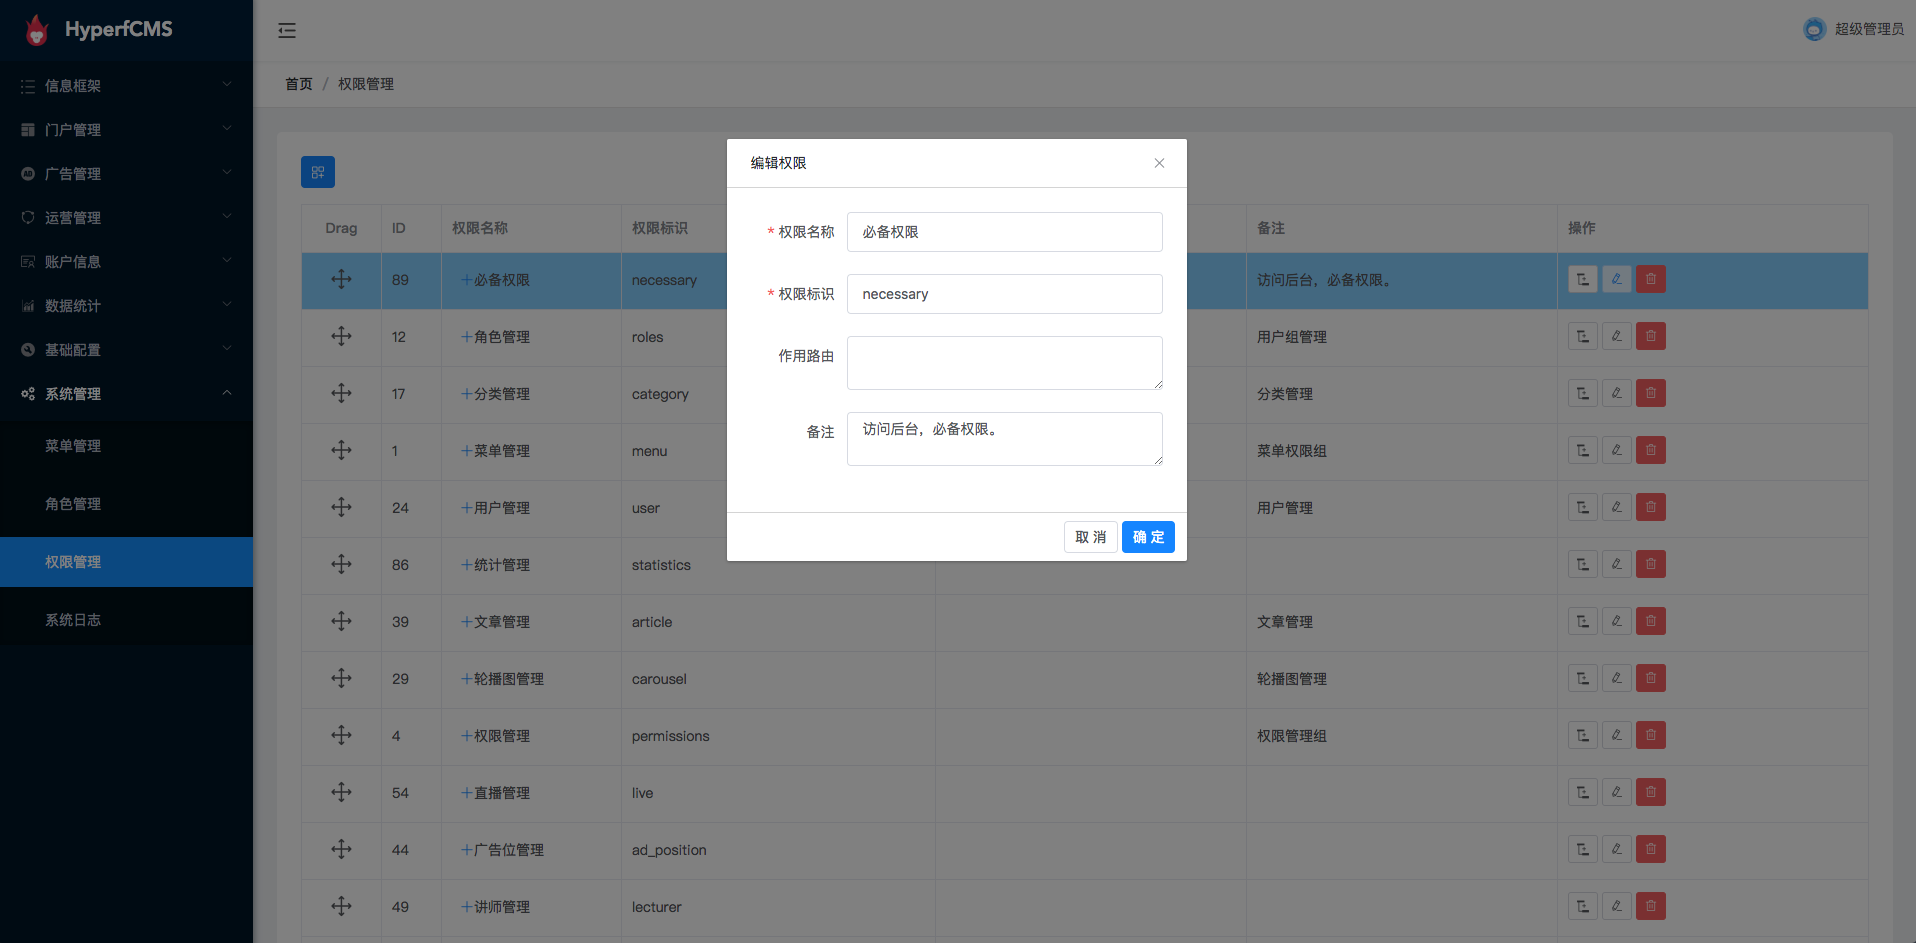 HyperfCMS
超级管理员
信息框架
门户管理
广告管理
运营管理
账户信息
数据统计
基础配置
系统管理
菜单管理
角色管理
权限管理
系统日志
首页 / 权限管理
编辑权限
* 权限名称 必备权限
* 权限标识 necessary
作用路由
备注 访问后台，必备权限。
取 消 确 定
Drag ID 权限名称 权限标识 备注 操作
89 必备权限 necessary 访问后台，必备权限。
12 角色管理 roles 用户组管理
17 分类管理 category 分类管理
1 菜单管理 menu 菜单权限组
24 用户管理 user 用户管理
86 统计管理 statistics
39 文章管理 article 文章管理
29 轮播图管理 carousel 轮播图管理
4 权限管理 permissions 权限管理组
54 直播管理 live
44 广告位管理 ad_position
49 讲师管理 lecturer